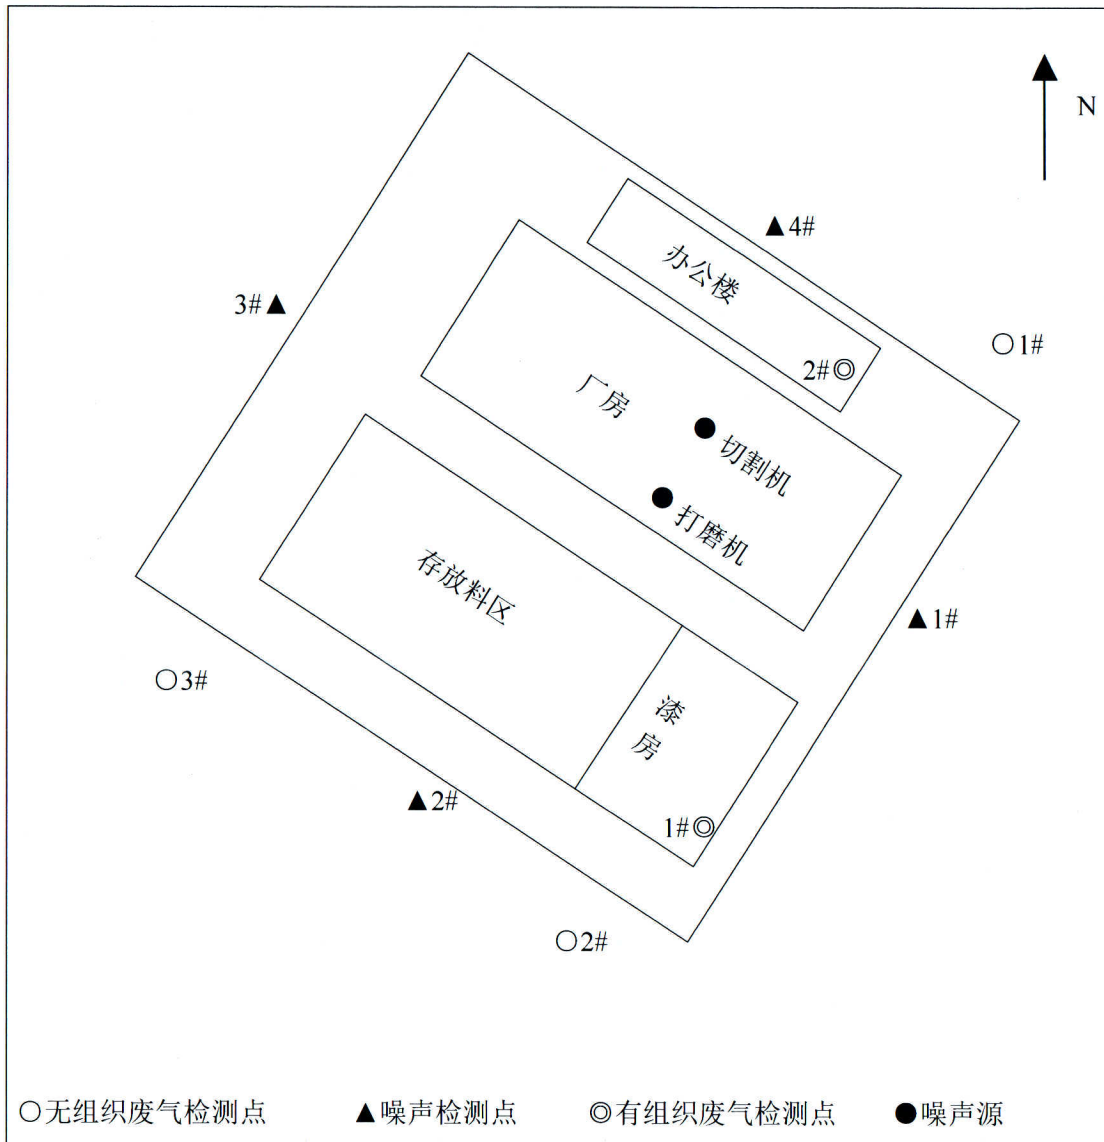 N
▲4#
办公楼
3#▲
○1#
2#◎
厂房
●切割机
●打磨机
存放料区
▲1#
○3#
漆房
▲2#
1#◎
○2#
○无组织废气检测点 ▲噪声检测点 ◎有组织废气检测点 ●噪声源